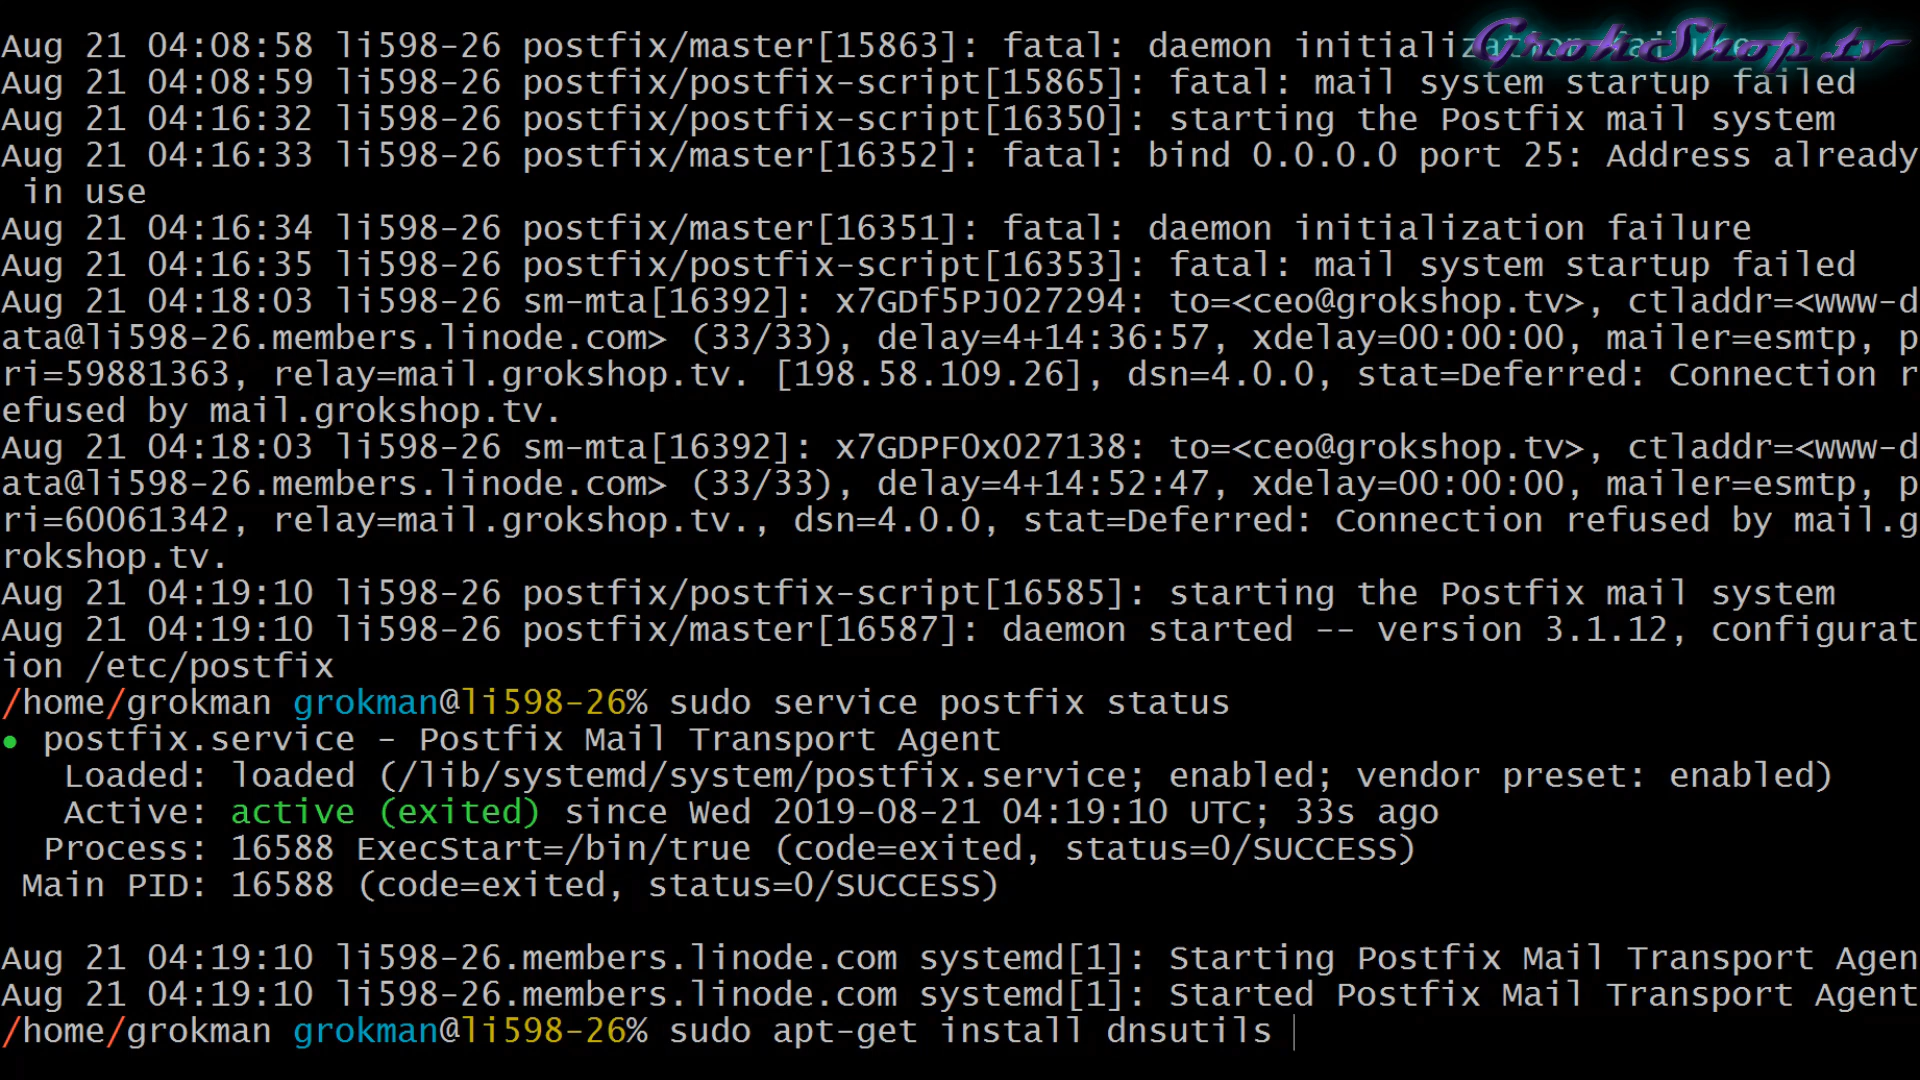 GrokShop.tv
Aug 21 04:08:58 li598-26 postfix/master[15863]: fatal: daemon initialization failure
Aug 21 04:08:59 li598-26 postfix/postfix-script[15865]: fatal: mail system startup failed
Aug 21 04:16:32 li598-26 postfix/postfix-script[16350]: starting the Postfix mail system
Aug 21 04:16:33 li598-26 postfix/master[16352]: fatal: bind 0.0.0.0 port 25: Address already
 in use
Aug 21 04:16:34 li598-26 postfix/master[16351]: fatal: daemon initialization failure
Aug 21 04:16:35 li598-26 postfix/postfix-script[16353]: fatal: mail system startup failed
Aug 21 04:18:03 li598-26 sm-mta[16392]: x7GDf5PJ027294: to=<ceo@grokshop.tv>, ctladdr=<www-d
ata@li598-26.members.linode.com> (33/33), delay=4+14:36:57, xdelay=00:00:00, mailer=esmtp, p
ri=59881363, relay=mail.grokshop.tv. [198.58.109.26], dsn=4.0.0, stat=Deferred: Connection r
efused by mail.grokshop.tv.
Aug 21 04:18:03 li598-26 sm-mta[16392]: x7GDPF0x027138: to=<ceo@grokshop.tv>, ctladdr=<www-d
ata@li598-26.members.linode.com> (33/33), delay=4+14:52:47, xdelay=00:00:00, mailer=esmtp, p
ri=60061342, relay=mail.grokshop.tv., dsn=4.0.0, stat=Deferred: Connection refused by mail.g
rokshop.tv.
Aug 21 04:19:10 li598-26 postfix/postfix-script[16585]: starting the Postfix mail system
Aug 21 04:19:10 li598-26 postfix/master[16587]: daemon started -- version 3.1.12, configurat
ion /etc/postfix
/home/grokman grokman@li598-26% sudo service postfix status
● postfix.service - Postfix Mail Transport Agent
   Loaded: loaded (/lib/systemd/system/postfix.service; enabled; vendor preset: enabled)
   Active: active (exited) since Wed 2019-08-21 04:19:10 UTC; 33s ago
  Process: 16588 ExecStart=/bin/true (code=exited, status=0/SUCCESS)
 Main PID: 16588 (code=exited, status=0/SUCCESS)

Aug 21 04:19:10 li598-26.members.linode.com systemd[1]: Starting Postfix Mail Transport Agen
Aug 21 04:19:10 li598-26.members.linode.com systemd[1]: Started Postfix Mail Transport Agent
/home/grokman grokman@li598-26% sudo apt-get install dnsutils